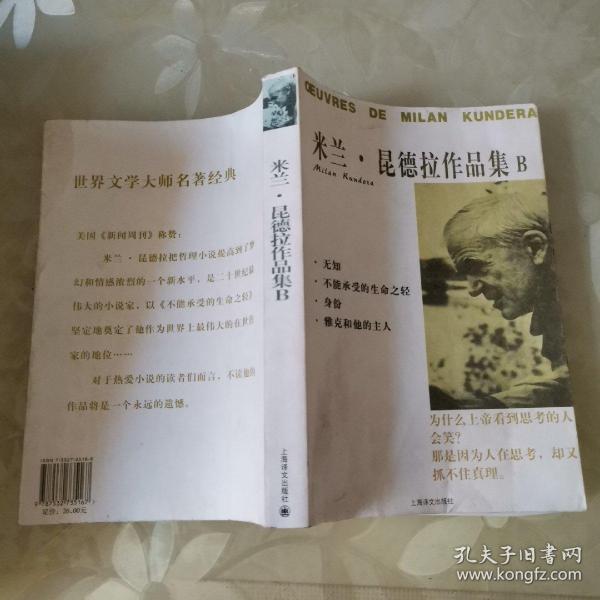 世界文学大师名著经典
美国《新闻周刊》称赞：
米兰·昆德拉把哲理小说提高到了梦
幻和情感浓烈的一个新水平，是二十世纪最
伟大的小说家，以《不能承受的生命之轻》
坚定地奠定了他作为世界上最伟大的在世作
家的地位……
对于热爱小说的读者们而言，不读他的
作品将是一个永远的遗憾。
定价：26.00元
米兰·昆德拉作品集B
上海译文出版社
ŒUVRES DE MILAN KUNDERA
米兰·昆德拉作品集 B
Milan Kundera
·无知
·不能承受的生命之轻
·身份
·雅克和他的主人
为什么上帝看到思考的人
会笑？
那是因为人在思考，却又
抓不住真理。
上海译文出版社
孔夫子旧书网
www.kongfz.com